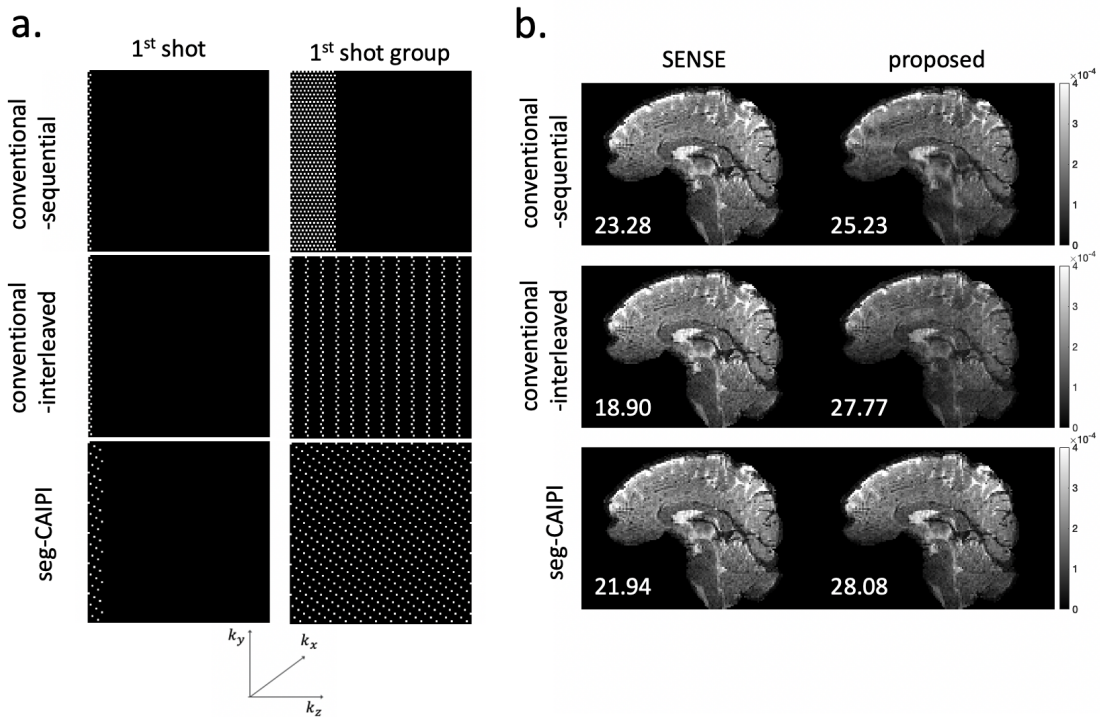 a.
1st shot
1st shot group
conventional
-sequential
conventional
-interleaved
seg-CAIPI
ky
kx
kz
b.
SENSE
proposed
conventional
-sequential
23.28
25.23
×10-4
4
3
2
1
0
conventional
-interleaved
18.90
27.77
×10-4
4
3
2
1
0
seg-CAIPI
21.94
28.08
×10-4
4
3
2
1
0